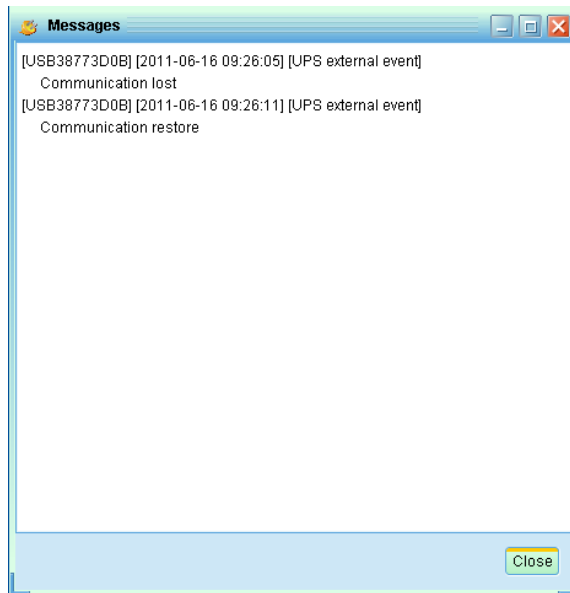 Messages
[USB38773D0B] [2011-06-16 09:26:05] [UPS external event]
Communication lost
[USB38773D0B] [2011-06-16 09:26:11] [UPS external event]
Communication restore
Close